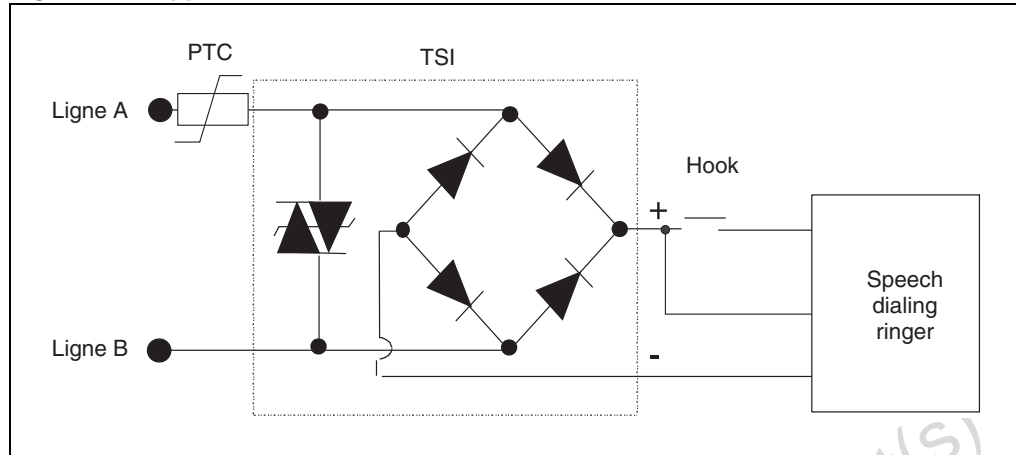 PTC
TSI
Ligne A
Hook
+
Speech
dialing
ringer
Ligne B
-